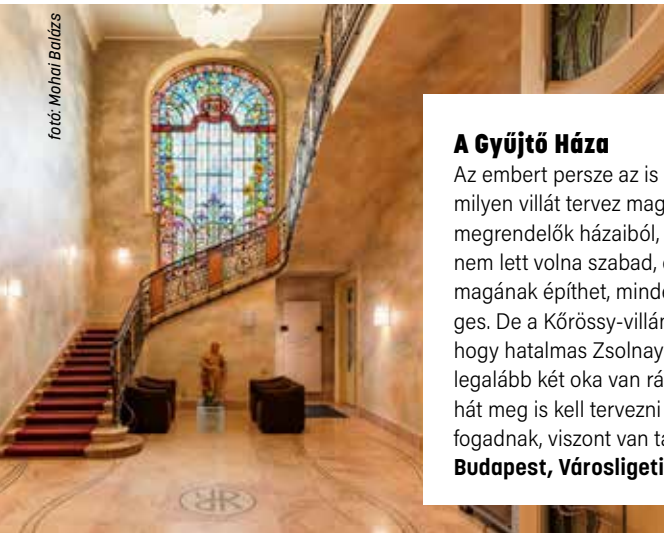 fotó: Mohai Balázs
A Gyűjtő Háza
Az embert persze az is
milyen villát tervez mag
megrendelők házaiból,
nem lett volna szabad,
magának építhet, mind
ges. De a Kőrössy-villár
hogy hatalmas Zsolnay
legalább két oka van rá
hát meg is kell tervezni
fogadnak, viszont van ta
Budapest, Városligeti